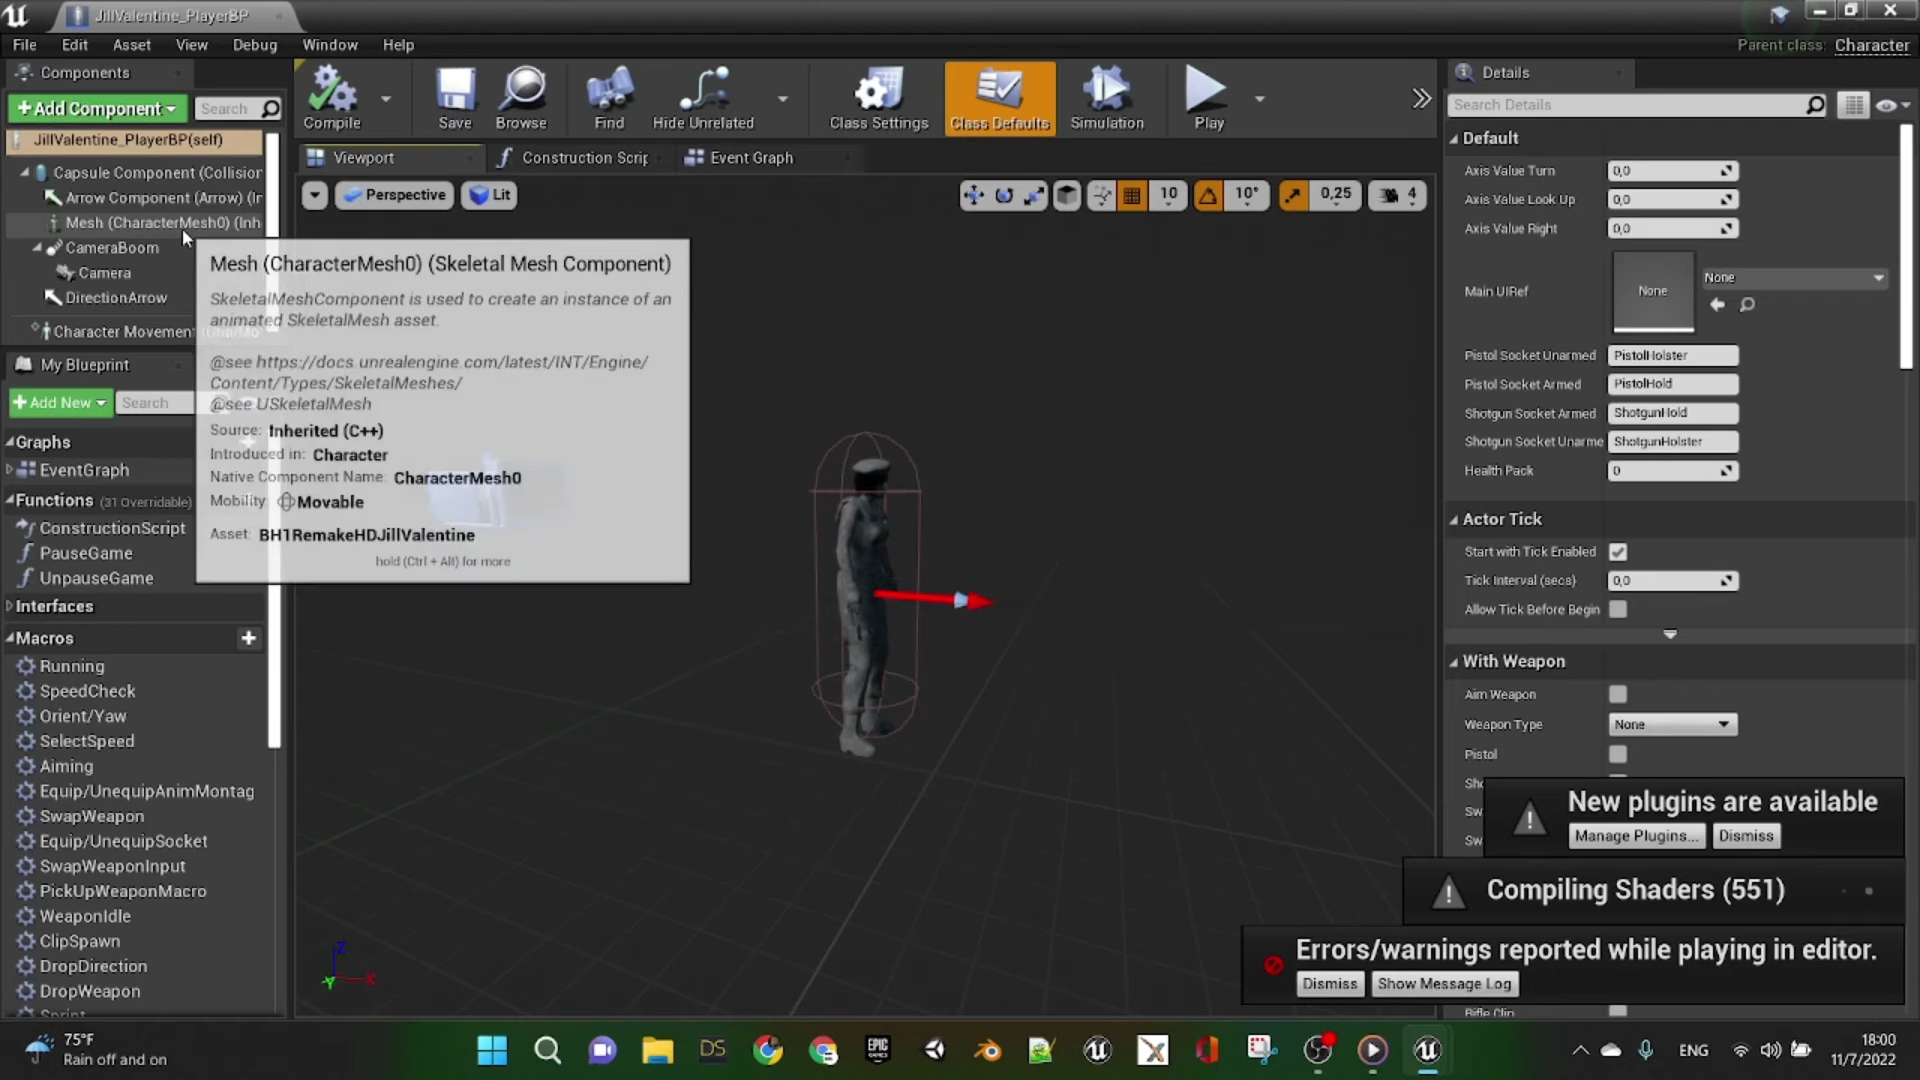 JillValentine_PlayerBP
File Edit Asset View Debug Window Help
Parent class: Character
Components
Add Component
Search
JillValentine_PlayerBP(self)
Capsule Component (Collision
Arrow Component (Arrow) (Ir
Mesh (CharacterMesh0) (Inh
CameraBoom
Camera
DirectionArrow
Character Movement
My Blueprint
Add New
Search
Graphs
EventGraph
Functions (31 Overridable)
ConstructionScript
PauseGame
UnpauseGame
Interfaces
Macros
Running
SpeedCheck
Orient/Yaw
SelectSpeed
Aiming
Equip/UnequipAnimMontag
SwapWeapon
Equip/UnequipSocket
SwapWeaponInput
PickUpWeaponMacro
WeaponIdle
ClipSpawn
DropDirection
DropWeapon
Sprint
Compile
Save
Browse
Find
Hide Unrelated
Class Settings
Class Defaults
Simulation
Play
Viewport
Construction Scrip
Event Graph
Perspective
Lit
10
10°
0,25
4
Mesh (CharacterMesh0) (Skeletal Mesh Component)
SkeletalMeshComponent is used to create an instance of an
animated SkeletalMesh asset.
@see https://docs.unrealengine.com/latest/INT/Engine/
Content/Types/SkeletalMeshes/
@see USkeletalMesh
Source: Inherited (C++)
Introduced in: Character
Native Component Name: CharacterMesh0
Mobility: Movable
Asset: BH1RemakeHDJillValentine
hold (Ctrl + Alt) for more
Z
Y
X
Details
Search Details
Default
Axis Value Turn 0,0
Axis Value Look Up 0,0
Axis Value Right 0,0
Main UIRef None None
Pistol Socket Unarmed PistolHolster
Pistol Socket Armed PistolHold
Shotgun Socket Armed ShotgunHold
Shotgun Socket Unarme ShotgunHolster
Health Pack 0
Actor Tick
Start with Tick Enabled
Tick Interval (secs) 0,0
Allow Tick Before Begin
With Weapon
Aim Weapon
Weapon Type None
Pistol
Sho
Sw
Sw
Rifle Clip
New plugins are available
Manage Plugins... Dismiss
Compiling Shaders (551)
Errors/warnings reported while playing in editor.
Dismiss Show Message Log
75°F
Rain off and on
DS
EPIC GAMES
ENG
18:00
11/7/2022